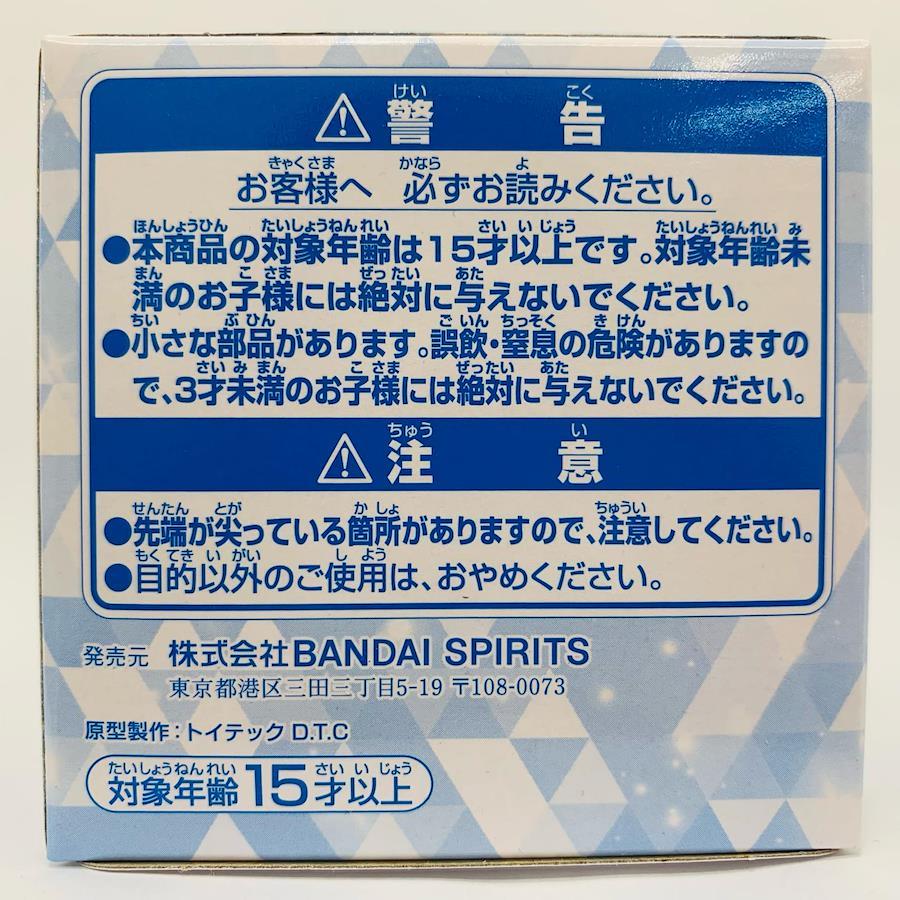 ⚠警告
けい こく
お客様へ 必ずお読みください。
きゃくさま かなら よ
●本商品の対象年齢は15才以上です。対象年齢未
ほんしょうひん たいしょうねんれい さい いじょう たいしょうねんれい み
満のお子様には絶対に与えないでください。
まん こ さま ぜったい あた
●小さな部品があります。誤飲・窒息の危険がありますの
ちい ぶ ひん ご いん ちっそく き けん
で、3才未満のお子様には絶対に与えないでください。
さい み まん こ さま ぜったい あた
⚠注意
ちゅう い
●先端が尖っている箇所がありますので、注意してください。
せんたん とが か しょ ちゅうい
●目的以外のご使用は、おやめください。
もくてき い がい し よう
発売元 株式会社BANDAI SPIRITS
東京都港区三田三丁目5-19 〒108-0073
原型製作:トイテック D.T.C
対象年齢15才以上
たいしょうねんれい さい い じょう